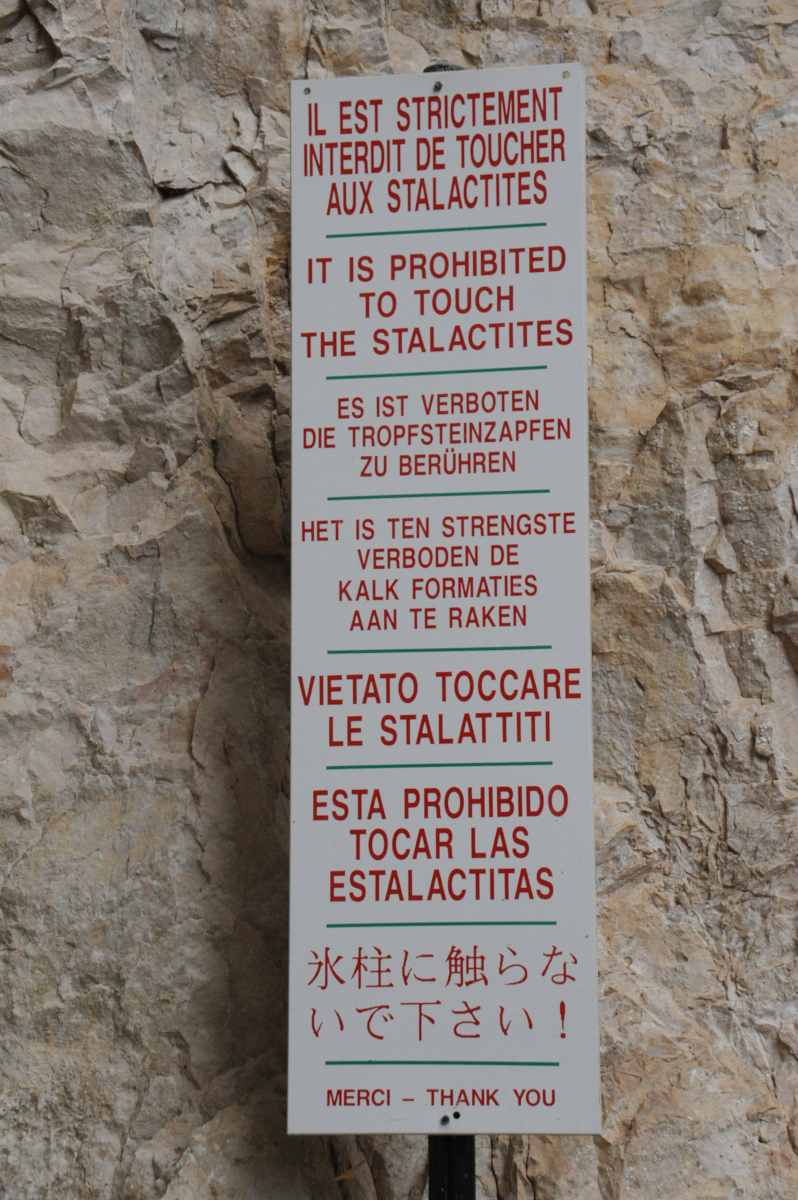 IL EST STRICTEMENT
INTERDIT DE TOUCHER
AUX STALACTITES
IT IS PROHIBITED
TO TOUCH
THE STALACTITES
ES IST VERBOTEN
DIE TROPFSTEINZAPFEN
ZU BERÜHREN
HET IS TEN STRENGSTE
VERBODEN DE
KALK FORMATIES
AAN TE RAKEN
VIETATO TOCCARE
LE STALATTITI
ESTA PROHIBIDO
TOCAR LAS
ESTALACTITAS
氷柱に触らな
いで下さい！
MERCI – THANK YOU